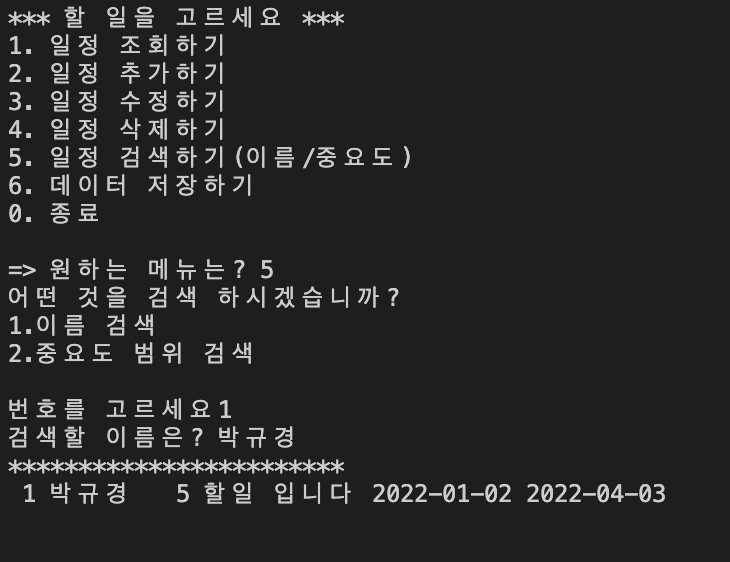 *** 할 일을 고르세요 ***
1. 일정 조회하기
2. 일정 추가하기
3. 일정 수정하기
4. 일정 삭제하기
5. 일정 검색하기(이름/중요도)
6. 데이터 저장하기
0. 종료
=> 원하는 메뉴는? 5
어떤 것을 검색 하시겠습니까?
1.이름 검색
2.중요도 범위 검색
번호를 고르세요1
검색할 이름은? 박규경
************************
1 박규경 5 할일 입니다 2022-01-02 2022-04-03